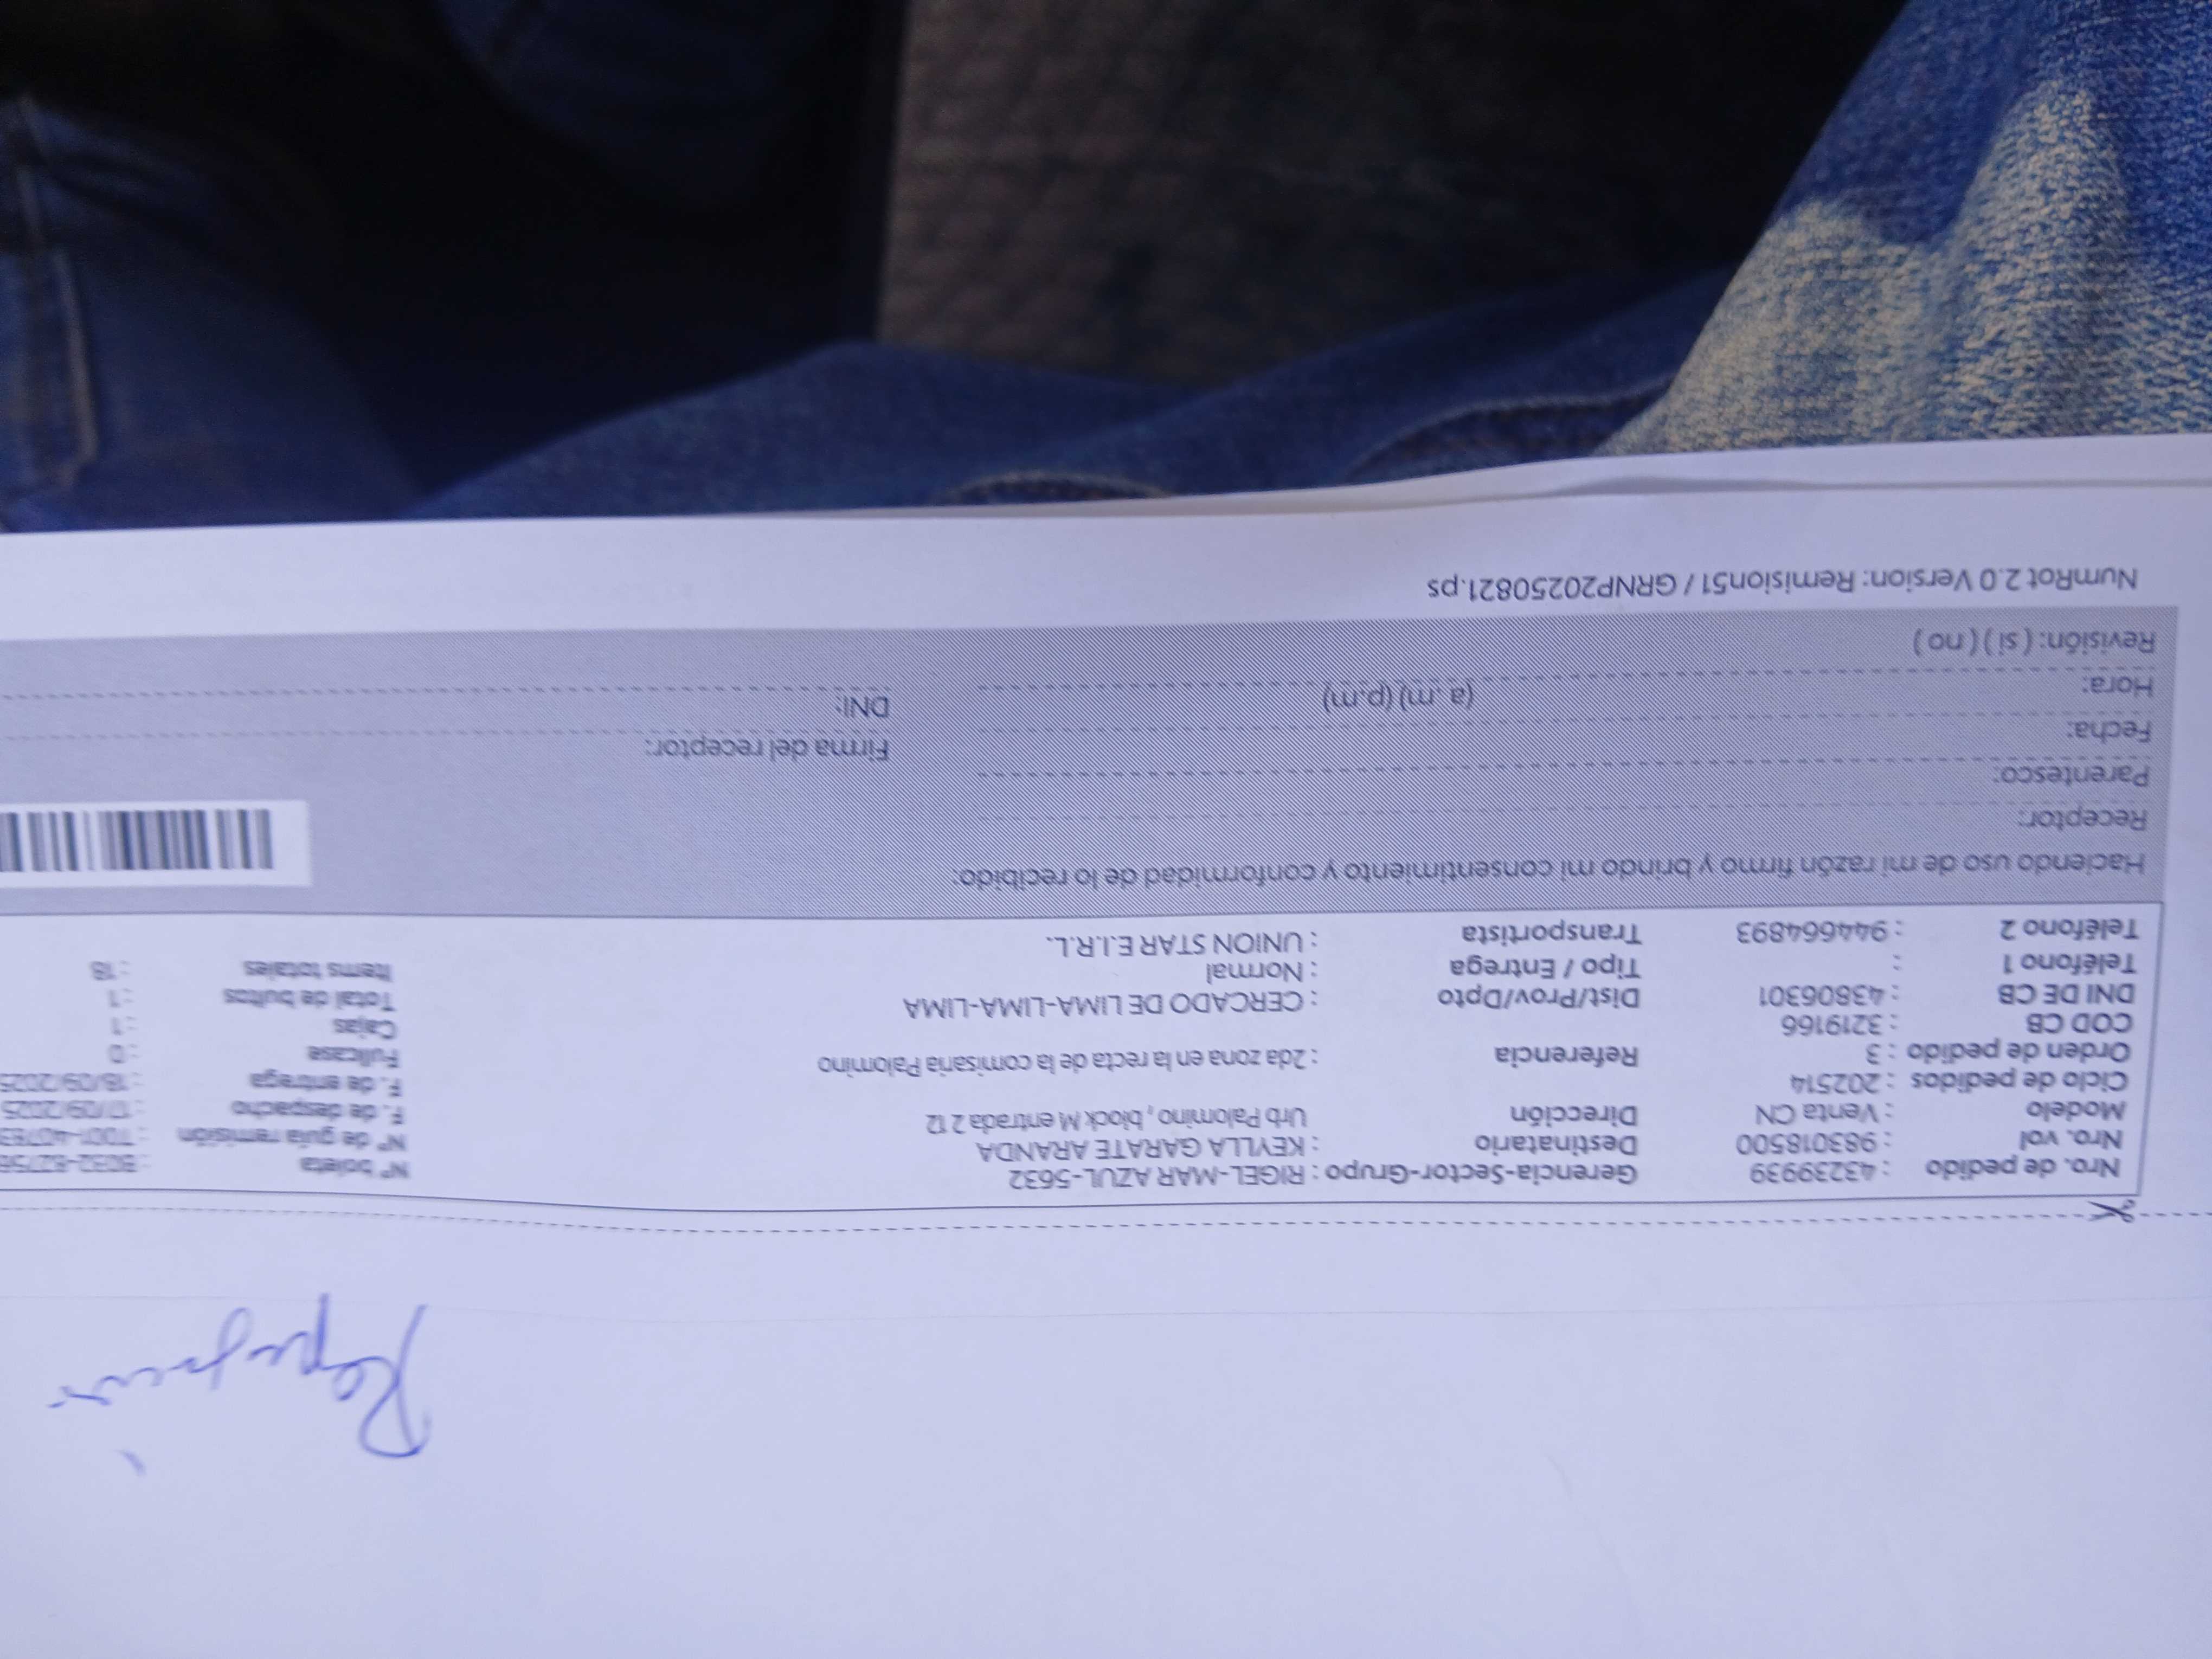 Nro. de pedido : 43239939 Gerencia-Sector-Grupo : RIGEL-MAR AZUL-5632 N° boleta
Nro. vol : 983018500 Destinatario : KEYLLA GARATE ARANDA N° de guía remisión
Modelo : Venta CN Dirección Urb Palomino , block M entrada 2 12 F. de despacho : 17/09/2025
Ciclo de pedidos : 202514 F. de entrega : 18/09/2025
Orden de pedido : 3 Referencia : 2da zona en la recta de la comisaria Palomino Fullcase : 0
COD CB : 3219166 Cajas : 1
DNI DE CB : 43806301 Dist/Prov/Dpto : CERCADO DE LIMA-LIMA-LIMA Total de bultos : 1
Teléfono 1 : Tipo / Entrega : Normal Items totales : 18
Teléfono 2 : 944664893 Transportista : UNION STAR E.I.R.L.
Haciendo uso de mi razón firmo y brindo mi consentimiento y conformidad de lo recibido:
Receptor:
Parentesco:
Fecha: Firma del receptor:
Hora: (a. m) (p.m) DNI:
Revisión: ( si ) ( no )
NumRot 2.0 Version: Remision51 / GRNP20250821.ps